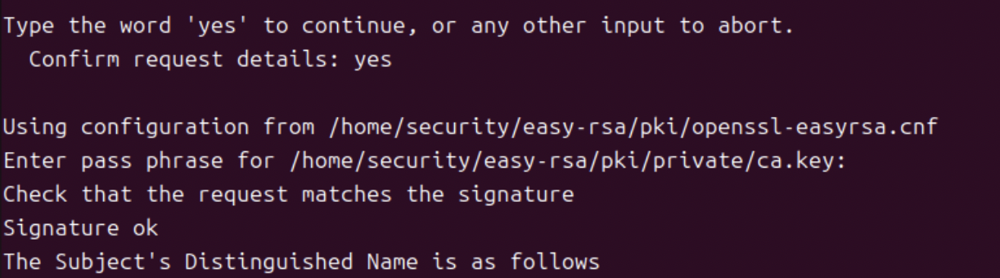 Type the word 'yes' to continue, or any other input to abort.
  Confirm request details: yes

Using configuration from /home/security/easy-rsa/pki/openssl-easyrsa.cnf
Enter pass phrase for /home/security/easy-rsa/pki/private/ca.key:
Check that the request matches the signature
Signature ok
The Subject's Distinguished Name is as follows